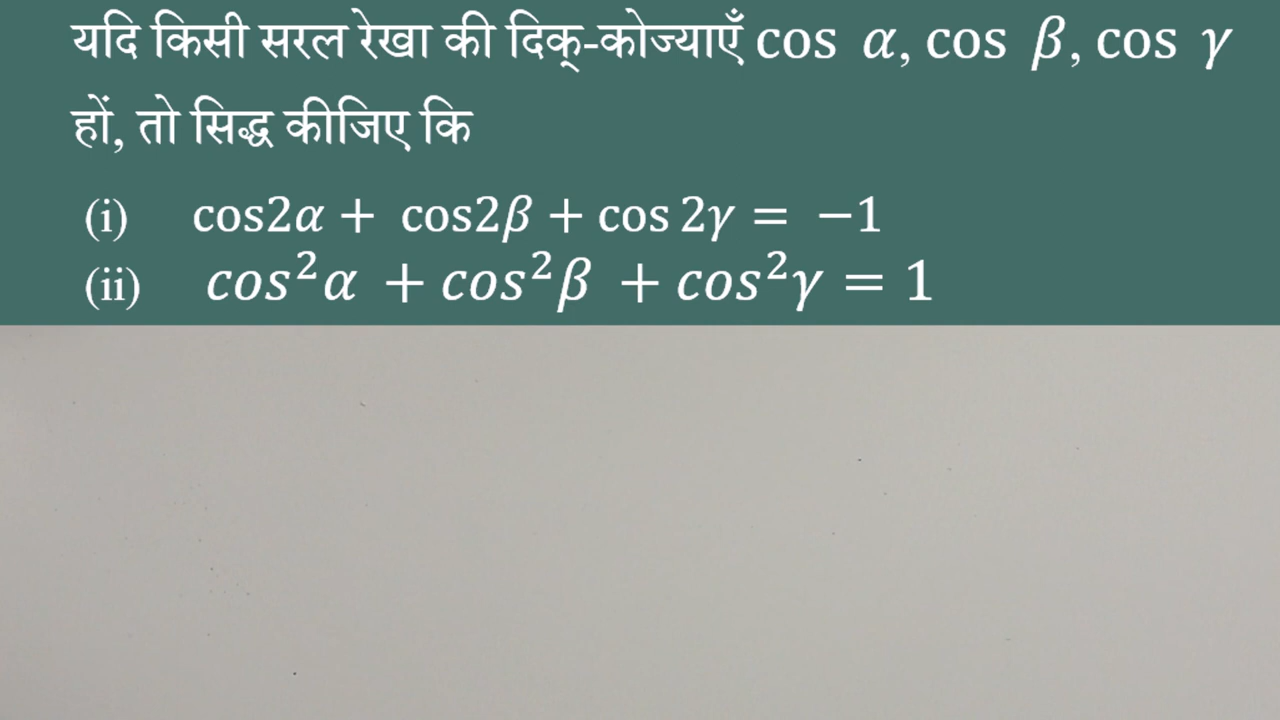 यदि किसी सरल रेखा की दिक्-कोज्याएँ cos α, cos β, cos γ
हों, तो सिद्ध कीजिए कि
(i) cos2α + cos2β + cos 2γ = −1
(ii) cos²α + cos²β + cos²γ = 1